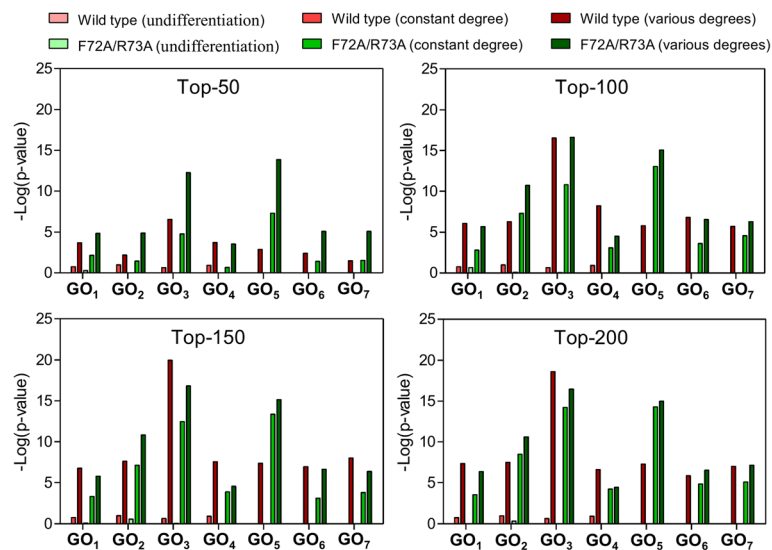 Wild type (undifferentiation) Wild type (constant degree) Wild type (various degrees)
F72A/R73A (undifferentiation) F72A/R73A (constant degree) F72A/R73A (various degrees)
Top-50
-Log(p-value)
25
20
15
10
5
0
GO1 GO2 GO3 GO4 GO5 GO6 GO7
Top-100
-Log(p-value)
25
20
15
10
5
0
GO1 GO2 GO3 GO4 GO5 GO6 GO7
Top-150
-Log(p-value)
25
20
15
10
5
0
GO1 GO2 GO3 GO4 GO5 GO6 GO7
Top-200
-Log(p-value)
25
20
15
10
5
0
GO1 GO2 GO3 GO4 GO5 GO6 GO7